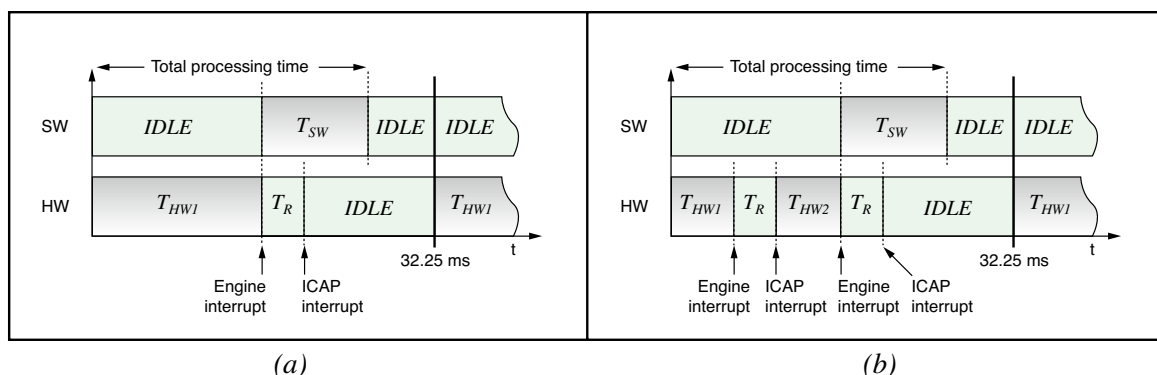 Total processing time
SW
IDLE
T_SW
IDLE
IDLE
HW
T_HW1
T_R
IDLE
T_HW1
t
32.25 ms
Engine
interrupt
ICAP
interrupt
(a)
Total processing time
SW
IDLE
T_SW
IDLE
IDLE
HW
T_HW1
T_R
T_HW2
T_R
IDLE
T_HW1
t
32.25 ms
Engine
interrupt
ICAP
interrupt
Engine
interrupt
ICAP
interrupt
(b)